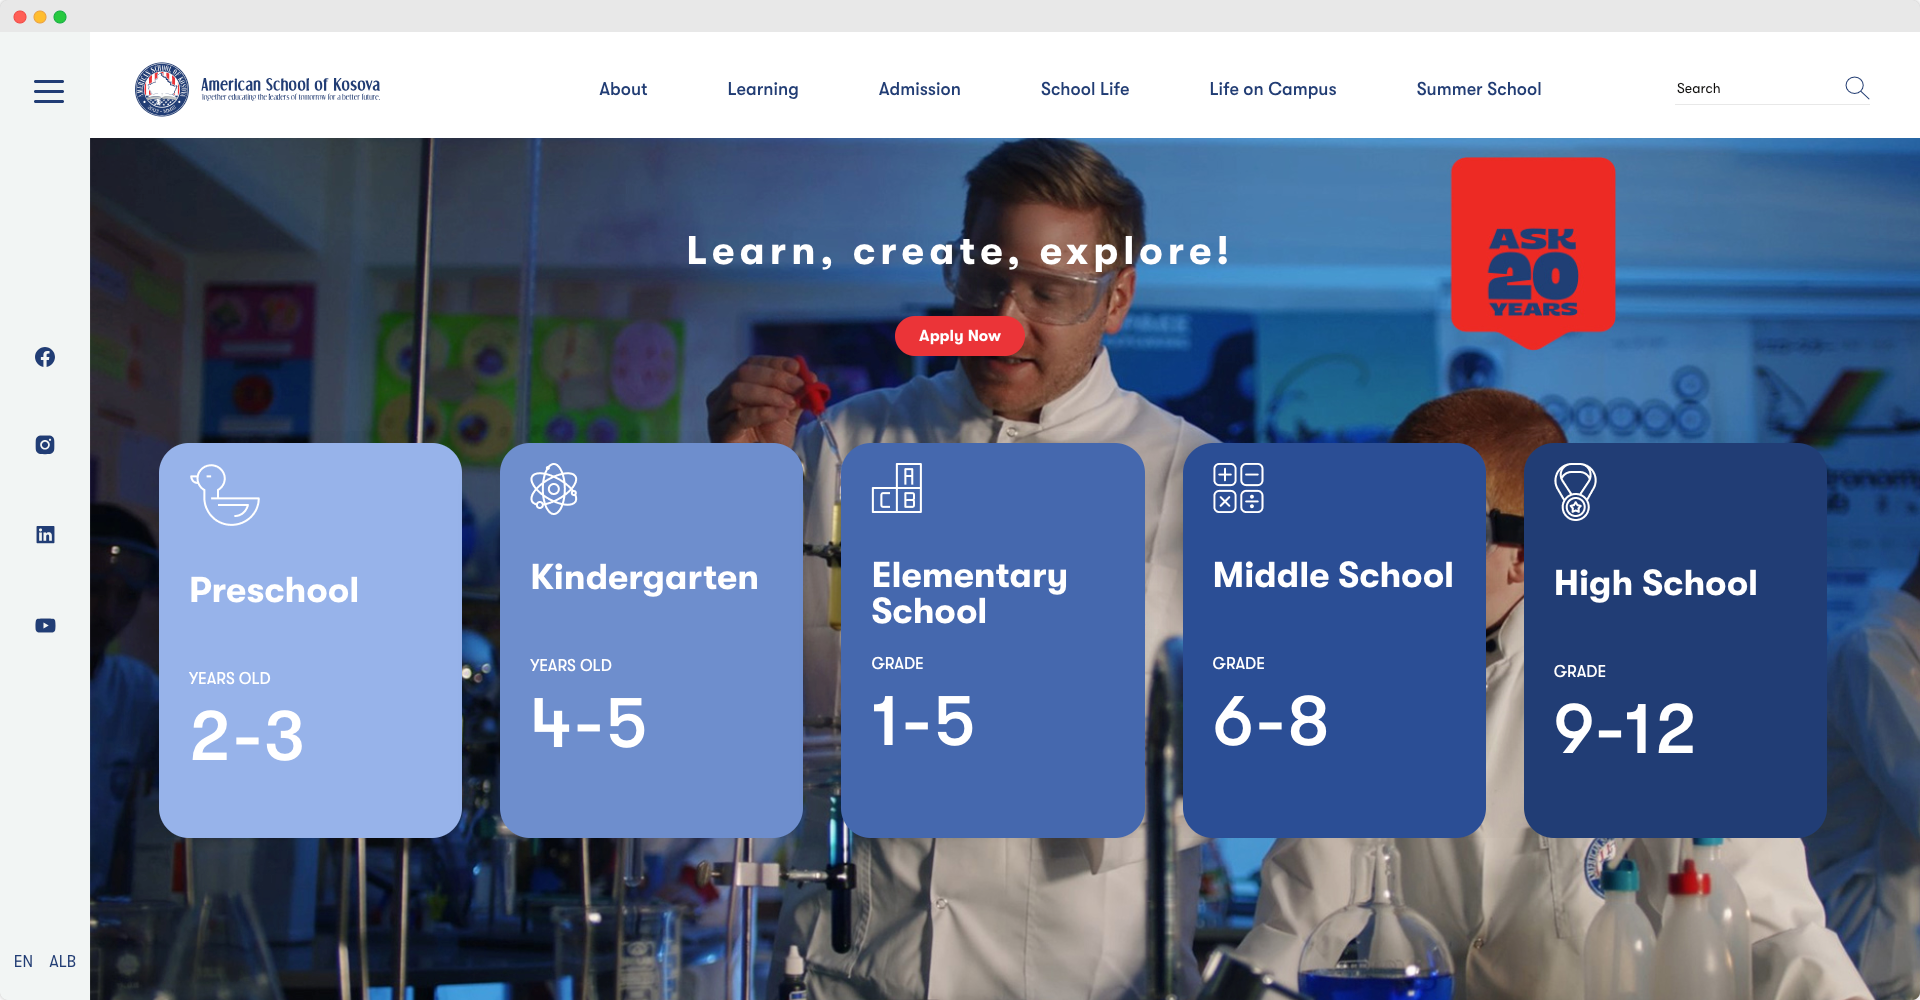 American School of Kosova
Together educating the leaders of tomorrow for a better future.
About
Learning
Admission
School Life
Life on Campus
Summer School
Search
Learn, create, explore!
Apply Now
ASK
20
YEARS
Preschool
YEARS OLD
2-3
Kindergarten
YEARS OLD
4-5
A
C B
Elementary
School
GRADE
1-5
Middle School
GRADE
6-8
High School
GRADE
9-12
EN ALB